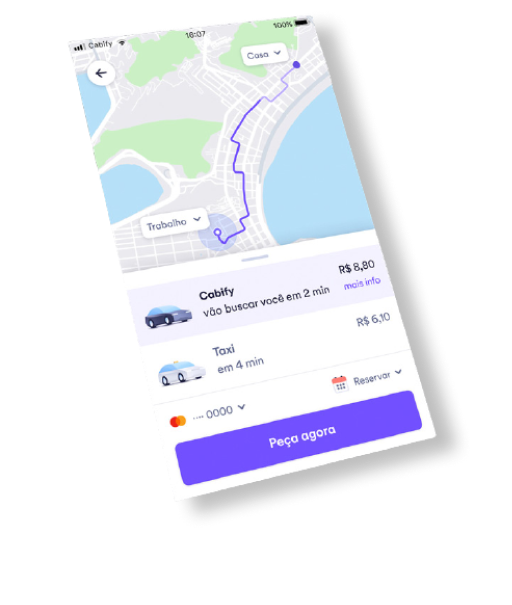 Cabify
16:07
100%
Casa
Trabalho
Cabify
R$ 8,80
vão buscar você em 2 min
mais info
Taxi
R$ 6,10
em 4 min
•••• 0000
Reservar
Peça agora